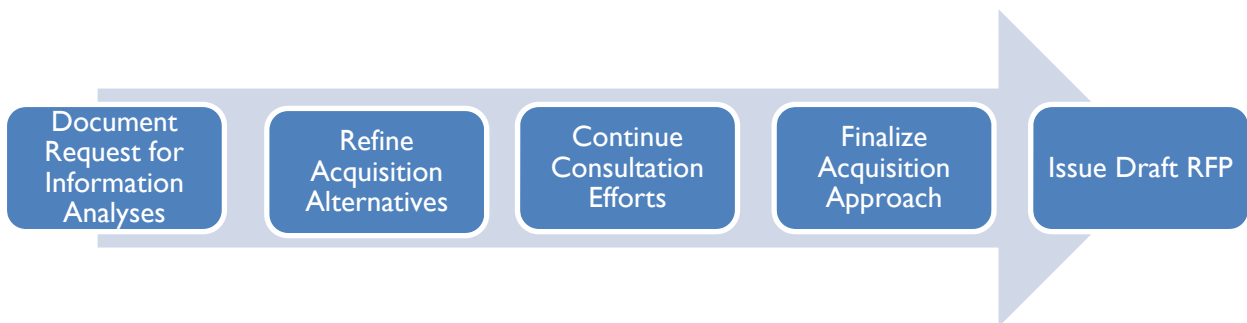 Document
Request for
Information
Analyses
Refine
Acquisition
Alternatives
Continue
Consultation
Efforts
Finalize
Acquisition
Approach
Issue Draft RFP